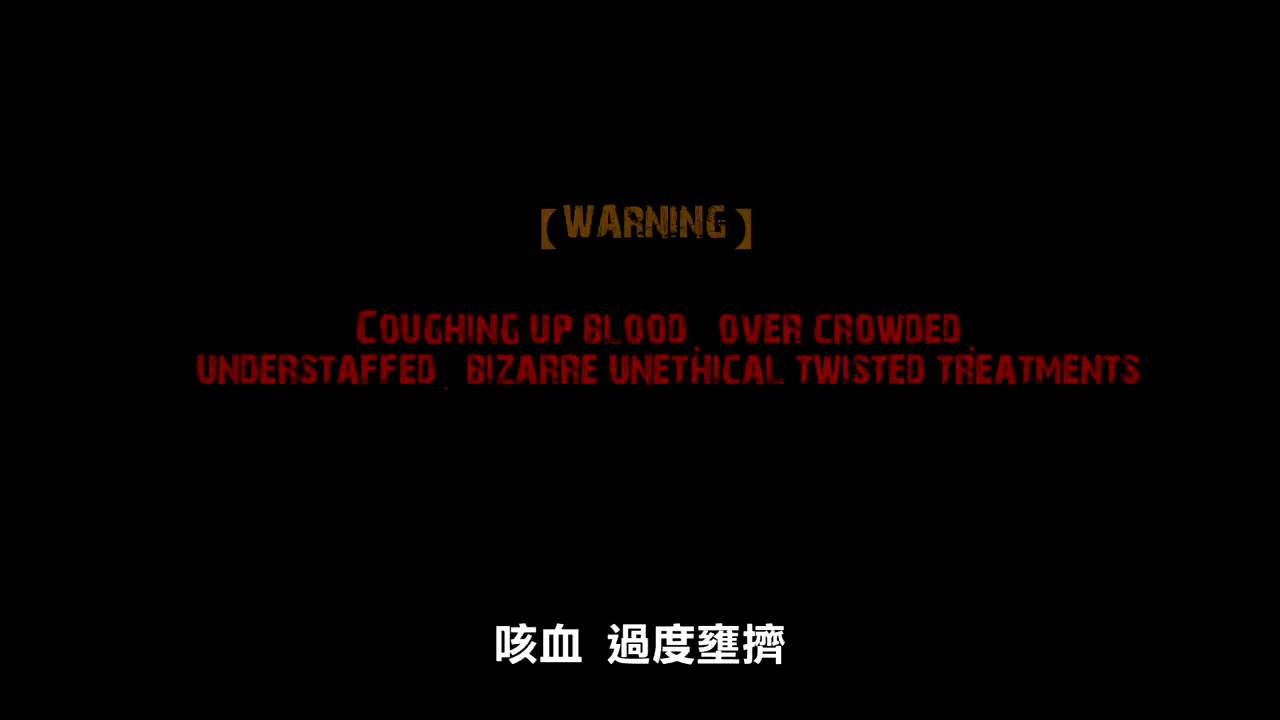 【WARNING】
COUGHING UP BLOOD, OVER CROWDED,
UNDERSTAFFED, BIZARRE UNETHICAL TWISTED TREATMENTS
咳血 過度壅擠